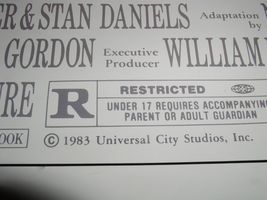 ER & STAN DANIELS Adaptation by
GORDON Executive Producer WILLIAM
URE R RESTRICTED
UNDER 17 REQUIRES ACCOMPANYING
PARENT OR ADULT GUARDIAN
OOK © 1983 Universal City Studios, Inc.